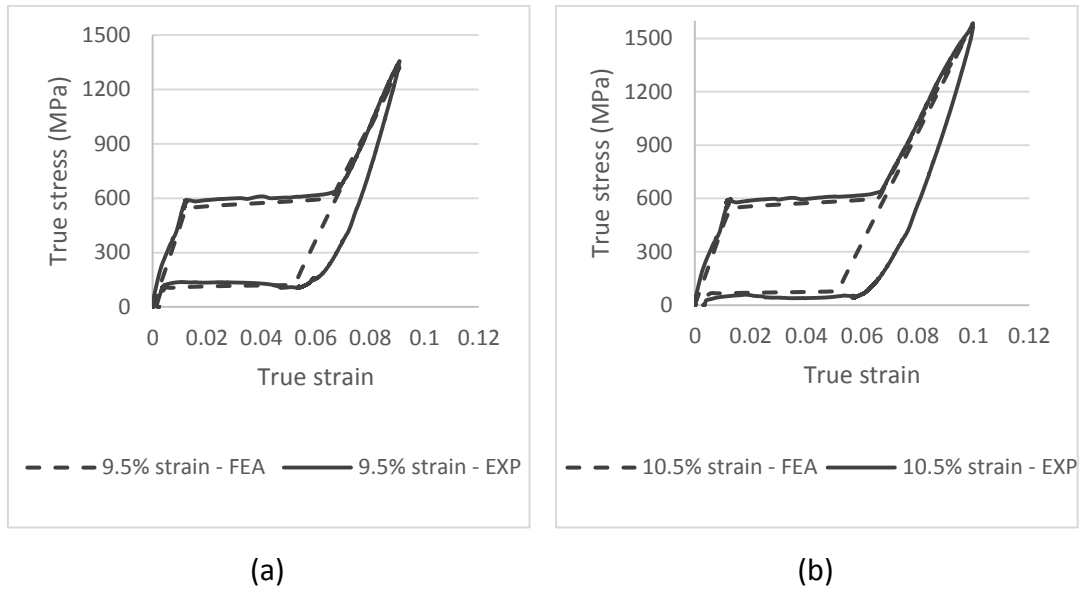 1500
1200
900
600
300
0
True stress (MPa)
0 0.02 0.04 0.06 0.08 0.1 0.12
True strain
9.5% strain - FEA 9.5% strain - EXP
(a)
1500
1200
900
600
300
0
True stress (MPa)
0 0.02 0.04 0.06 0.08 0.1 0.12
True strain
10.5% strain - FEA 10.5% strain - EXP
(b)